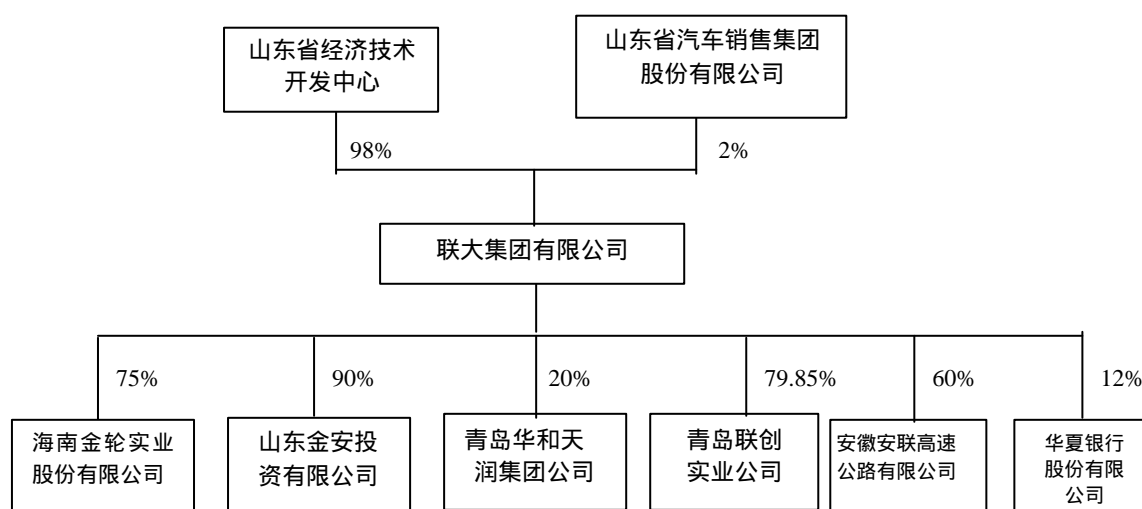 山东省经济技术
开发中心
山东省汽车销售集团
股份有限公司
98%
2%
联大集团有限公司
75%
90%
20%
79.85%
60%
12%
海南金轮实业
股份有限公司
山东金安投
资有限公司
青岛华和天
润集团公司
青岛联创
实业公司
安徽安联高速
公路有限公司
华夏银行
股份有限
公司